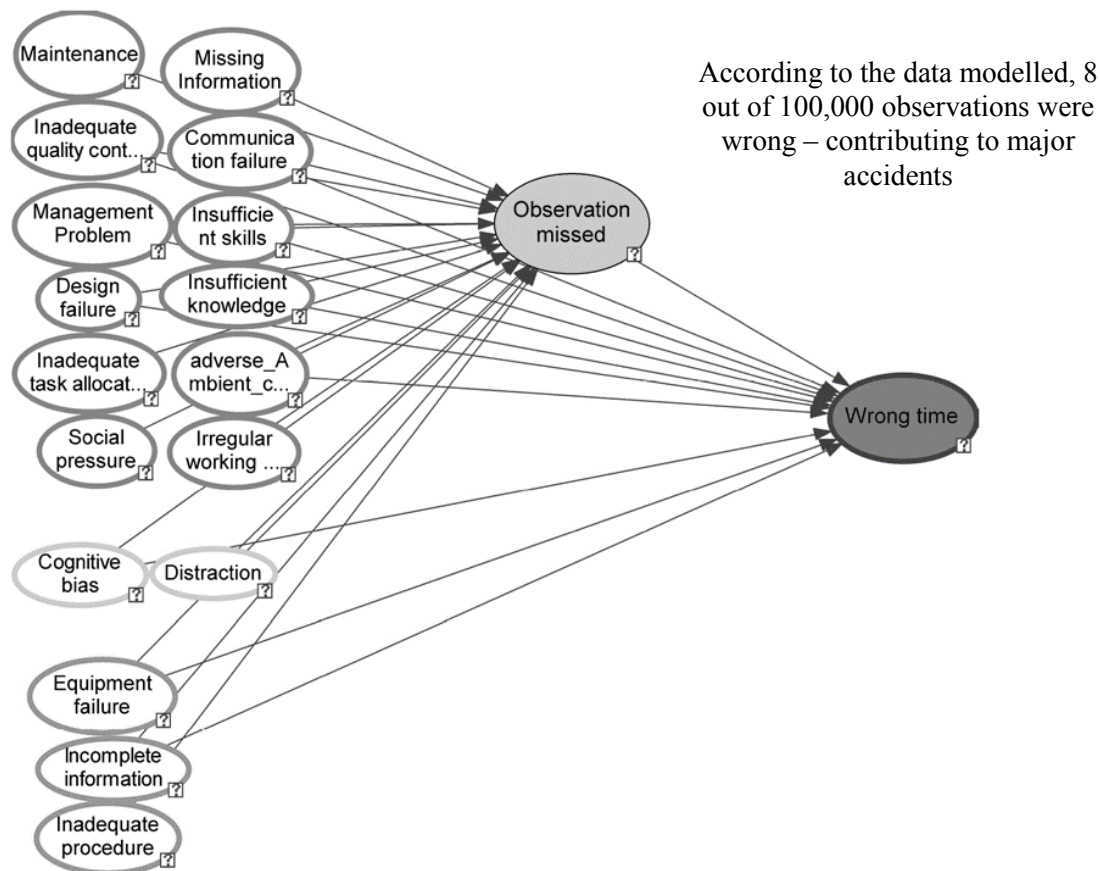 Maintenance
?
Missing
Information
?
According to the data modelled, 8
out of 100,000 observations were
wrong – contributing to major
accidents
Inadequate
quality cont...
?
Communica
tion failure
?
Management
Problem
?
Insufficie
nt skills
?
Observation
missed
?
Design
failure
?
Insufficient
knowledge
?
Inadequate
task allocat...
?
adverse_A
mbient_c...
?
Wrong time
?
Social
pressure
?
Irregular
working ...
?
Cognitive
bias
?
Distraction
?
Equipment
failure
?
Incomplete
information
?
Inadequate
procedure
?